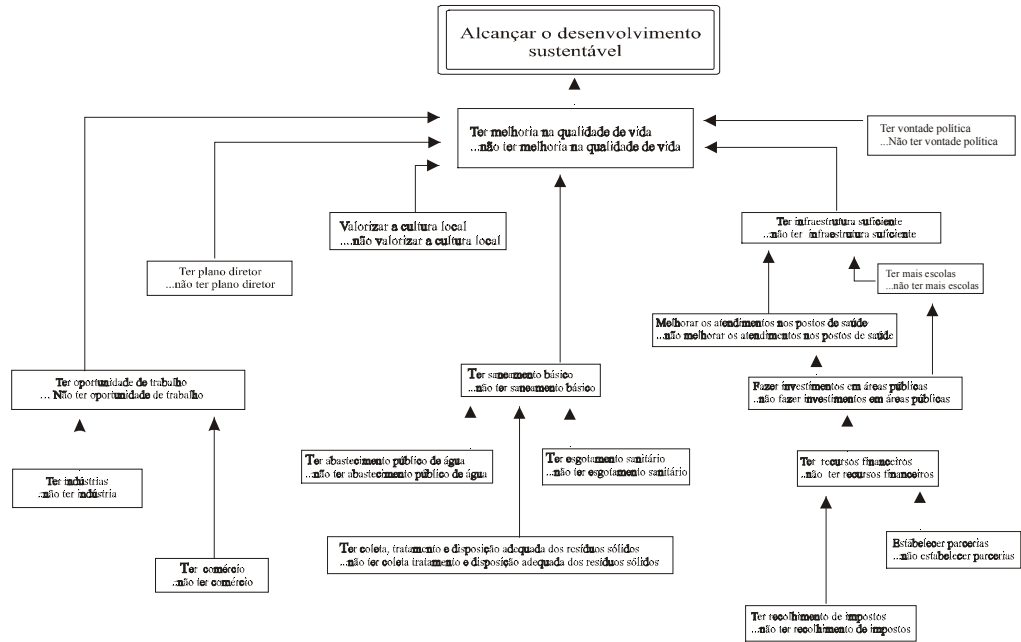 Alcançar o desenvolvimento
sustentável
Ter melhoria na qualidade de vida
...não ter melhoria na qualidade de vida
Ter vontade política
...Não ter vontade política
Valorizar a cultura local
....não valorizar a cultura local
Ter infraestrutura suficiente
...não ter infraestrutura suficiente
Ter plano diretor
...não ter plano diretor
Ter mais escolas
...não ter mais escolas
Melhorar os atendimentos nos postos de saúde
...não melhorar os atendimentos nos postos de saúde
Ter oportunidade de trabalho
... Não ter oportunidade de trabalho
Ter saneamento básico
...não ter saneamento básico
Fazer investimentos em áreas públicas
...não fazer investimentos em áreas públicas
Ter abastecimento público de água
...não ter abastecimento público de água
Ter esgotamento sanitário
...não ter esgotamento sanitário
Ter recursos financeiros
...não ter recursos financeiros
Ter indústrias
...não ter indústria
Ter coleta, tratamento e disposição adequada dos resíduos sólidos
...não ter coleta tratamento e disposição adequada dos resíduos sólidos
Estabelecer parcerias
...não estabelecer parcerias
Ter comércio
...não ter comércio
Ter recolhimento de impostos
...não ter recolhimento de impostos